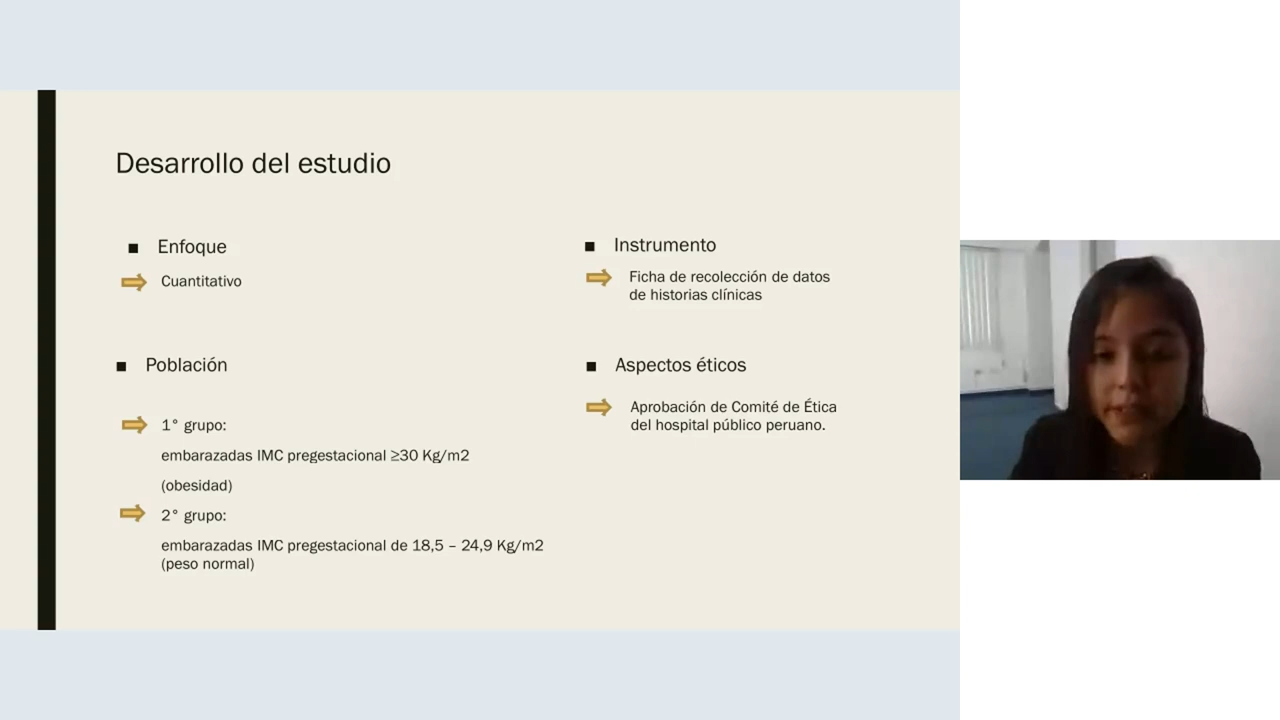 Desarrollo del estudio
Enfoque
Cuantitativo
Población
1° grupo:
embarazadas IMC pregestacional ≥30 Kg/m2
(obesidad)
2° grupo:
embarazadas IMC pregestacional de 18,5 – 24,9 Kg/m2
(peso normal)
Instrumento
Ficha de recolección de datos
de historias clínicas
Aspectos éticos
Aprobación de Comité de Ética
del hospital público peruano.